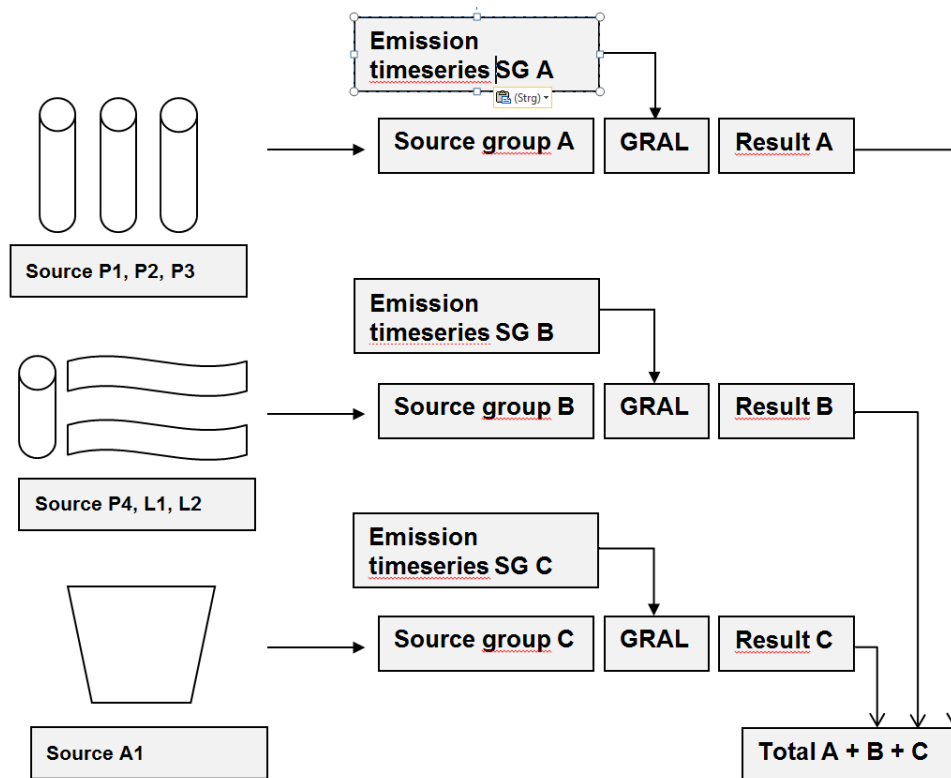 Emission
timeseries SG A
(Strg)
Source group A
GRAL
Result A
Source P1, P2, P3
Emission
timeseries SG B
Source group B
GRAL
Result B
Source P4, L1, L2
Emission
timeseries SG C
Source group C
GRAL
Result C
Source A1
Total A + B + C